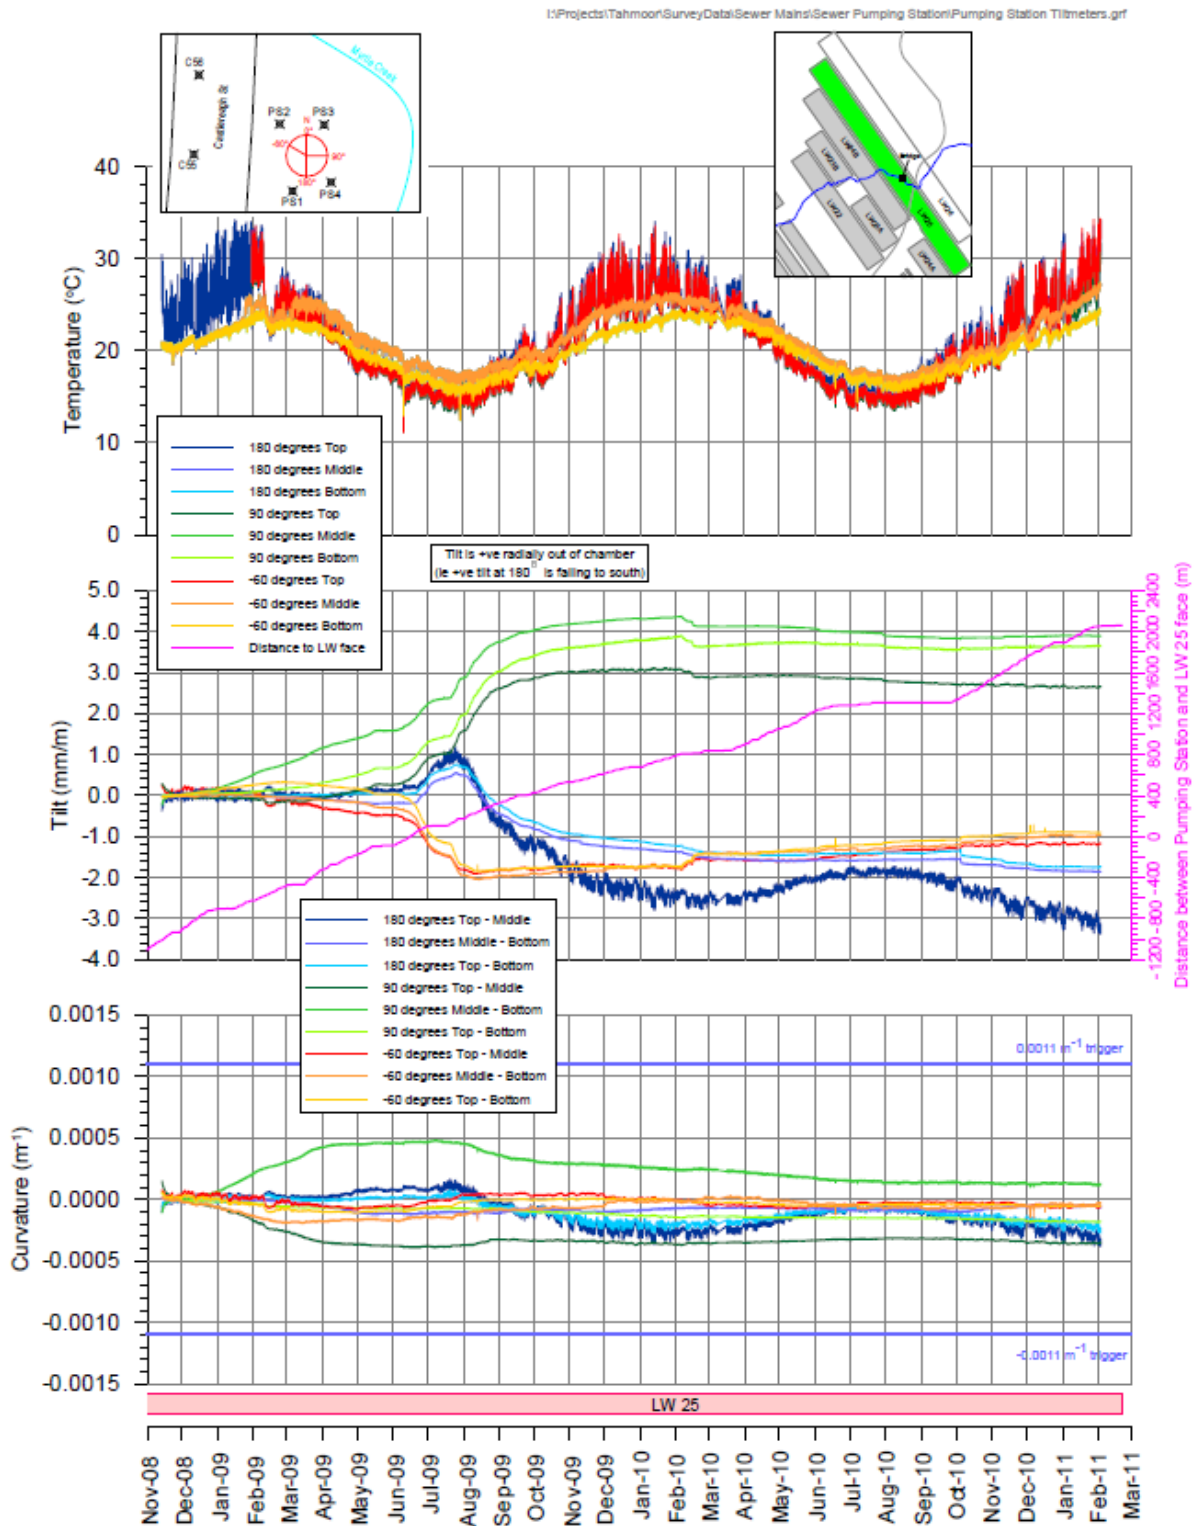 I:\Projects\Tahmoor\SurveyData\Sewer Mains\Sewer Pumping Station\Pumping Station Tiltmeters.grf
C56
Castlereagh St
C55
Myrtle Creek
PS2
PS3
N
0°
-60°
90°
180°
PS1
PS4
Bridge
LW22
LW25
LW26
Temperature (°C)
40
30
20
10
0
180 degrees Top
180 degrees Middle
180 degrees Bottom
90 degrees Top
90 degrees Middle
90 degrees Bottom
-60 degrees Top
-60 degrees Middle
-60 degrees Bottom
Distance to LW face
Tilt is +ve radially out of chamber
(ie +ve tilt at 180° is falling to south)
Tilt (mm/m)
5.0
4.0
3.0
2.0
1.0
0.0
-1.0
-2.0
-3.0
-4.0
Distance between Pumping Station and LW 25 face (m)
2400
2000
1600
1200
800
400
0
-400
-800
-1200
180 degrees Top - Middle
180 degrees Middle - Bottom
180 degrees Top - Bottom
90 degrees Top - Middle
90 degrees Middle - Bottom
90 degrees Top - Bottom
-60 degrees Top - Middle
-60 degrees Middle - Bottom
-60 degrees Top - Bottom
Curvature (m⁻¹)
0.0015
0.0010
0.0005
0.0000
-0.0005
-0.0010
-0.0015
0.0011 m⁻¹ trigger
-0.0011 m⁻¹ trigger
LW 25
Nov-08
Dec-08
Jan-09
Feb-09
Mar-09
Apr-09
May-09
Jun-09
Jul-09
Aug-09
Sep-09
Oct-09
Nov-09
Dec-09
Jan-10
Feb-10
Mar-10
Apr-10
May-10
Jun-10
Jul-10
Aug-10
Sep-10
Oct-10
Nov-10
Dec-10
Jan-11
Feb-11
Mar-11